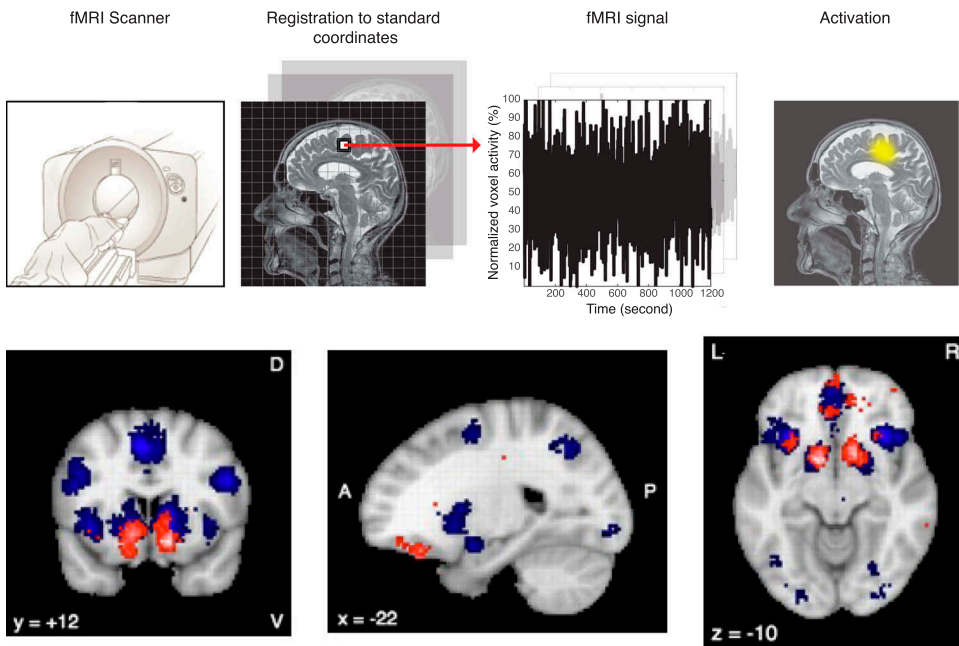 fMRI Scanner
Registration to standard
coordinates
fMRI signal
Activation
Normalized voxel activity (%)
100
90
80
70
60
50
40
30
20
10
200 400 600 800 1000 1200
Time (second)
D
y = +12
V
A
P
x = -22
L
R
z = -10